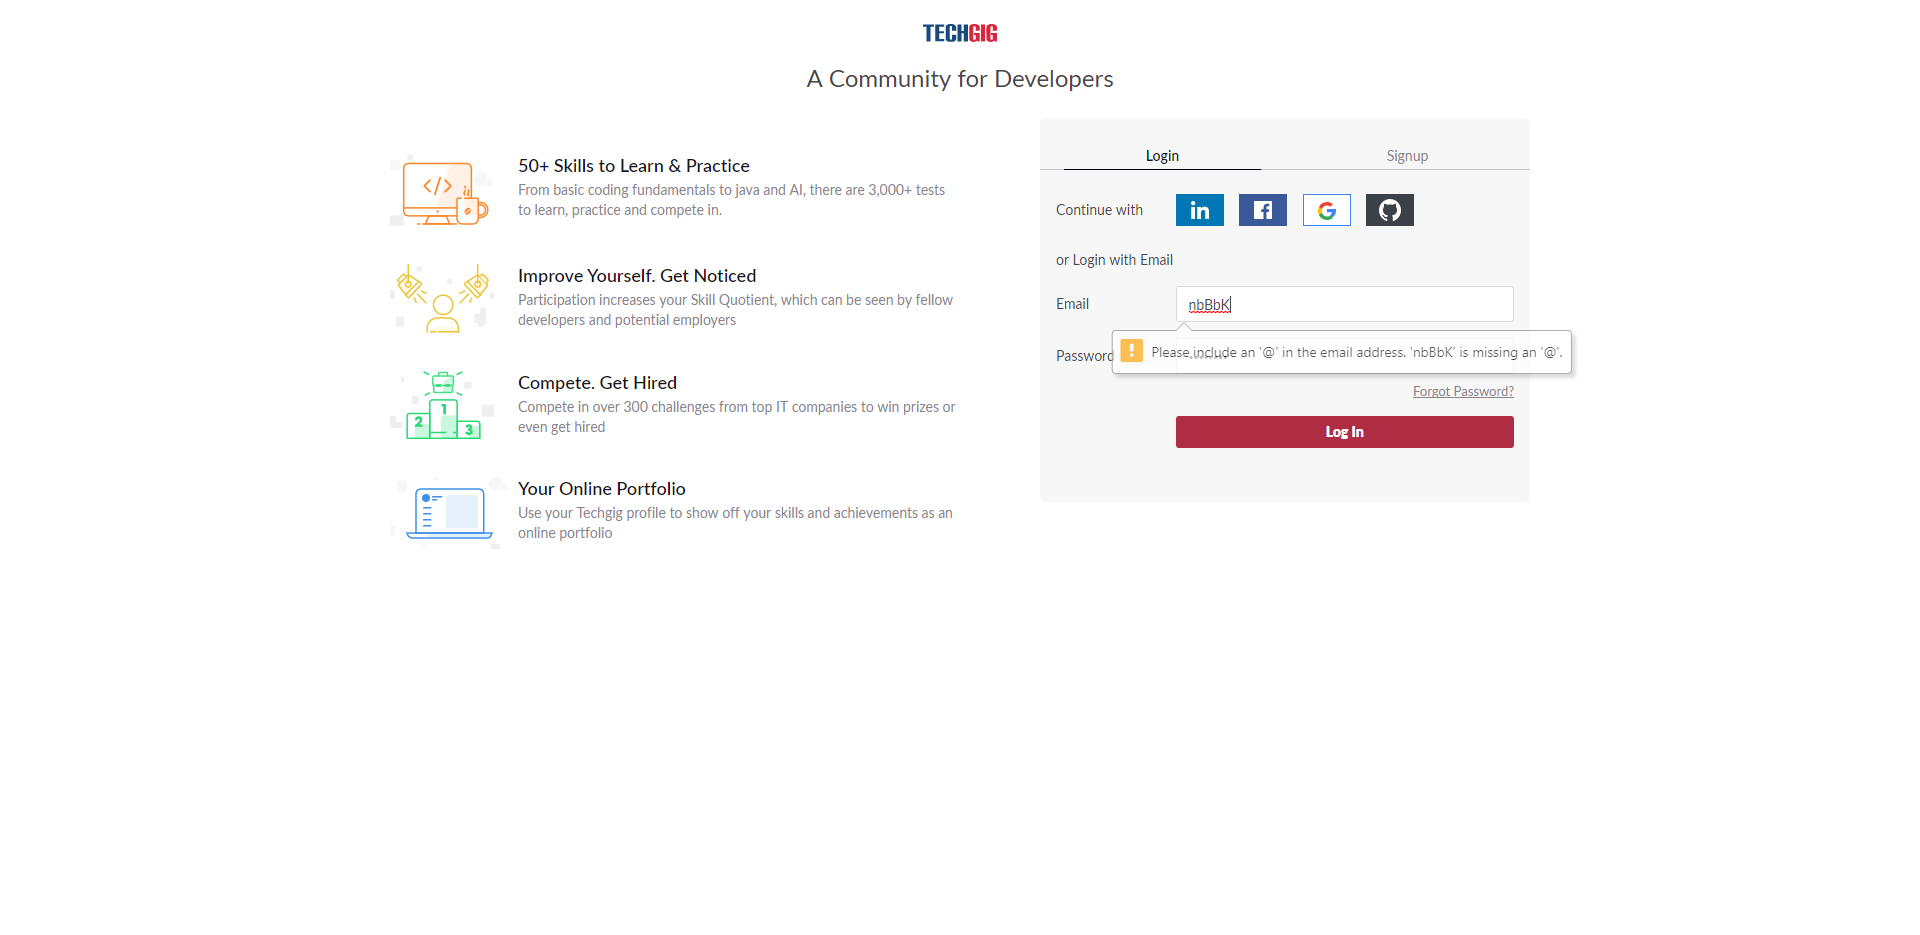 TECHGIG
A Community for Developers
50+ Skills to Learn & Practice
From basic coding fundamentals to java and AI, there are 3,000+ tests
to learn, practice and compete in.
Improve Yourself. Get Noticed
Participation increases your Skill Quotient, which can be seen by fellow
developers and potential employers
1
2
3
Compete. Get Hired
Compete in over 300 challenges from top IT companies to win prizes or
even get hired
Your Online Portfolio
Use your Techgig profile to show off your skills and achievements as an
online portfolio
Login Signup
Continue with in f G
or Login with Email
Email nbBbK
Password
Please include an '@' in the email address. 'nbBbK' is missing an '@'.
Forgot Password?
Log In